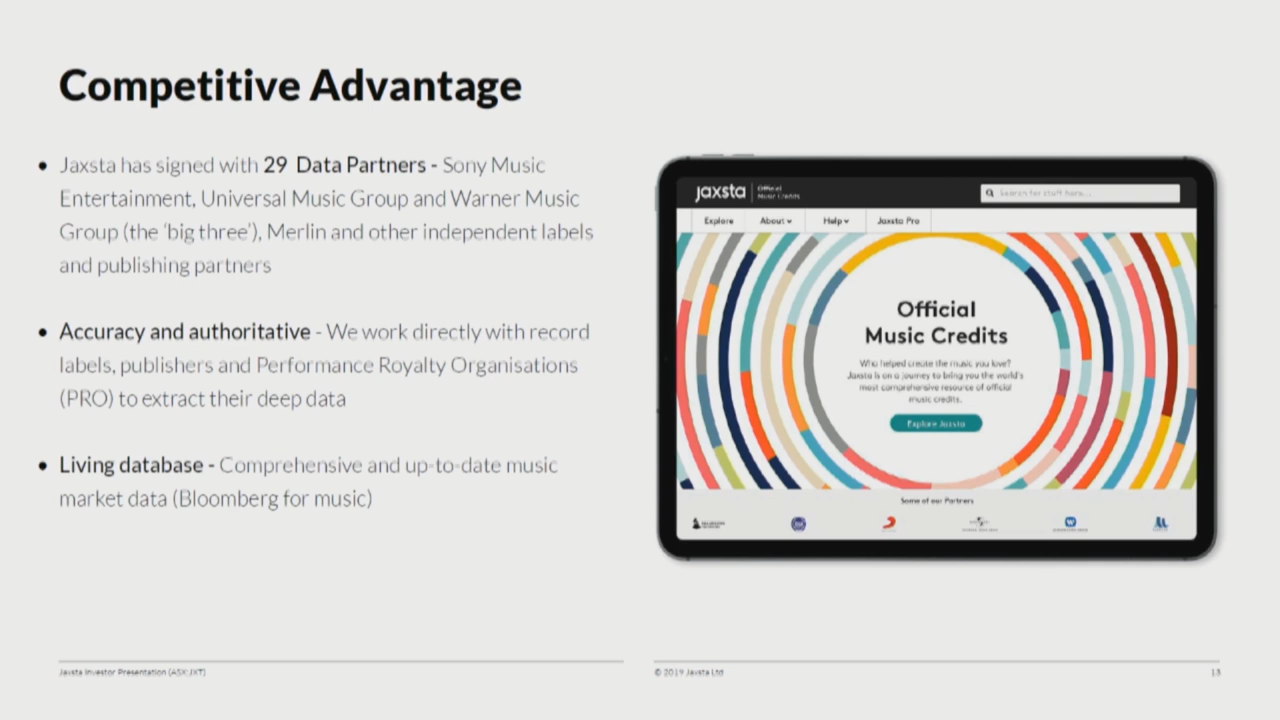 Competitive Advantage
• Jaxsta has signed with 29 Data Partners - Sony Music
Entertainment, Universal Music Group and Warner Music
Group (the 'big three'), Merlin and other independent labels
and publishing partners
• Accuracy and authoritative - We work directly with record
labels, publishers and Performance Royalty Organisations
(PRO) to extract their deep data
• Living database - Comprehensive and up-to-date music
market data (Bloomberg for music)
jaxsta
Official
Music Credits
Search for stuff here...
Explore About Help Jaxsta Pro
Official
Music Credits
Who helped create the music you love?
Jaxsta is on a journey to bring you the world's
most comprehensive resource of official
music credits.
Explore Jaxsta
Some of our Partners
Jaxsta Investor Presentation (ASX:JXT)
© 2019 Jaxsta Ltd
13